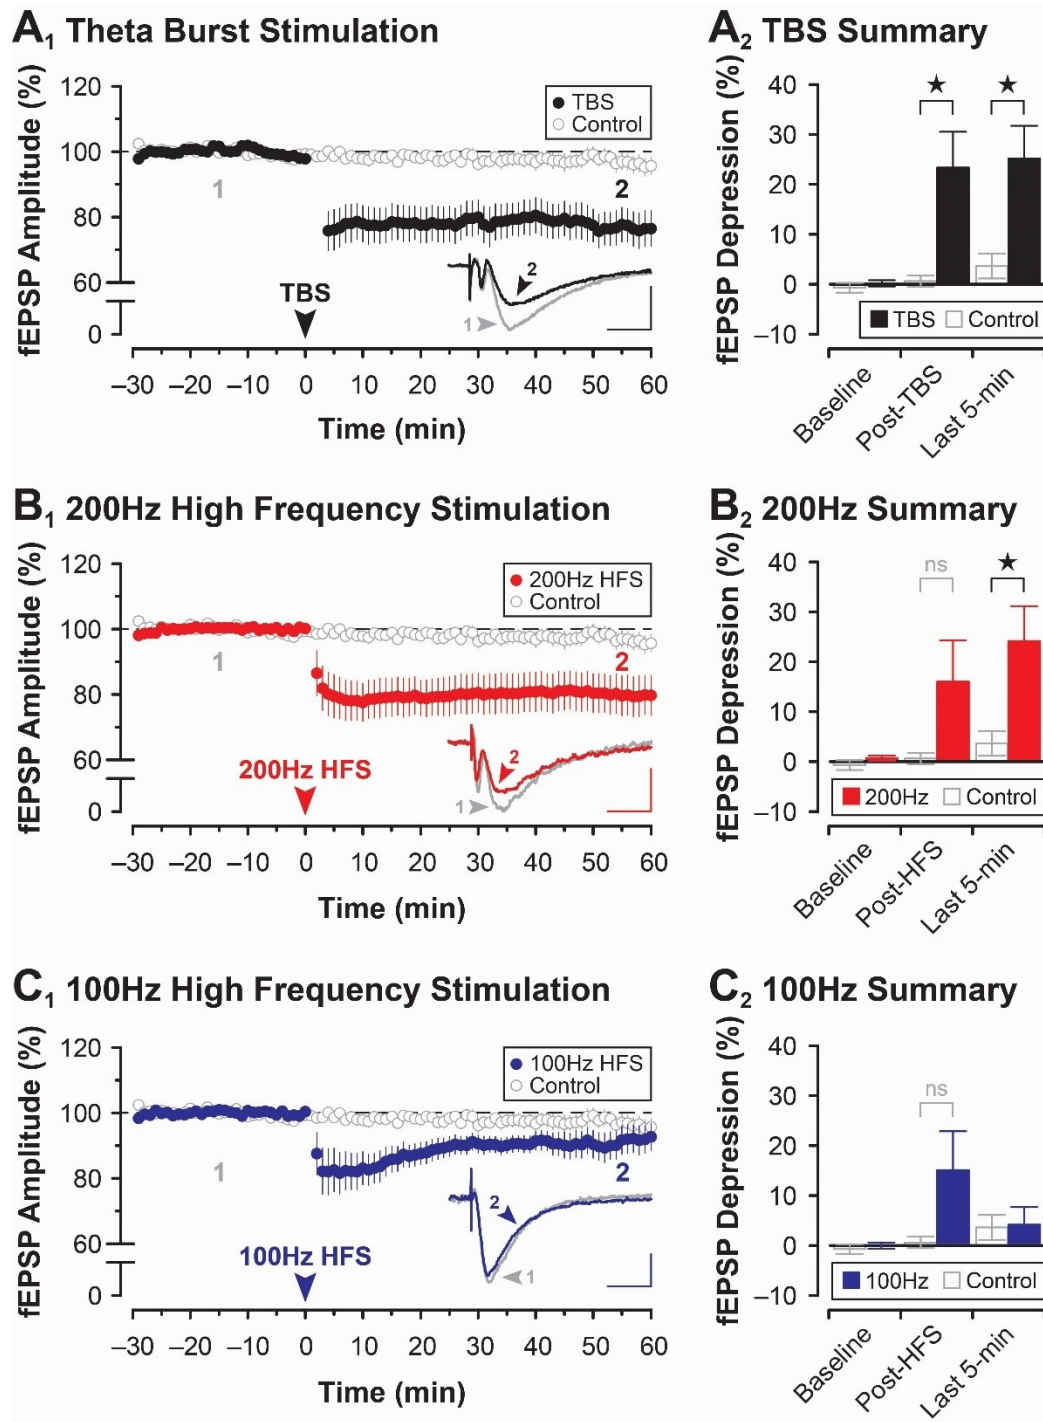 A1 Theta Burst Stimulation
fEPSP Amplitude (%)
120
100
80
60
0
TBS
Control
1
2
TBS
2
1
–30 –20 –10 0 10 20 30 40 50 60
Time (min)
A2 TBS Summary
fEPSP Depression (%)
40
30
20
10
0
–10
★ ★
TBS Control
Baseline
Post-TBS
Last 5-min
B1 200Hz High Frequency Stimulation
fEPSP Amplitude (%)
120
100
80
60
0
200Hz HFS
Control
1
2
200Hz HFS
2
1
–30 –20 –10 0 10 20 30 40 50 60
Time (min)
B2 200Hz Summary
fEPSP Depression (%)
40
30
20
10
0
–10
ns ★
200Hz Control
Baseline
Post-HFS
Last 5-min
C1 100Hz High Frequency Stimulation
fEPSP Amplitude (%)
120
100
80
60
0
100Hz HFS
Control
1
2
100Hz HFS
2
1
–30 –20 –10 0 10 20 30 40 50 60
Time (min)
C2 100Hz Summary
fEPSP Depression (%)
40
30
20
10
0
–10
ns
100Hz Control
Baseline
Post-HFS
Last 5-min